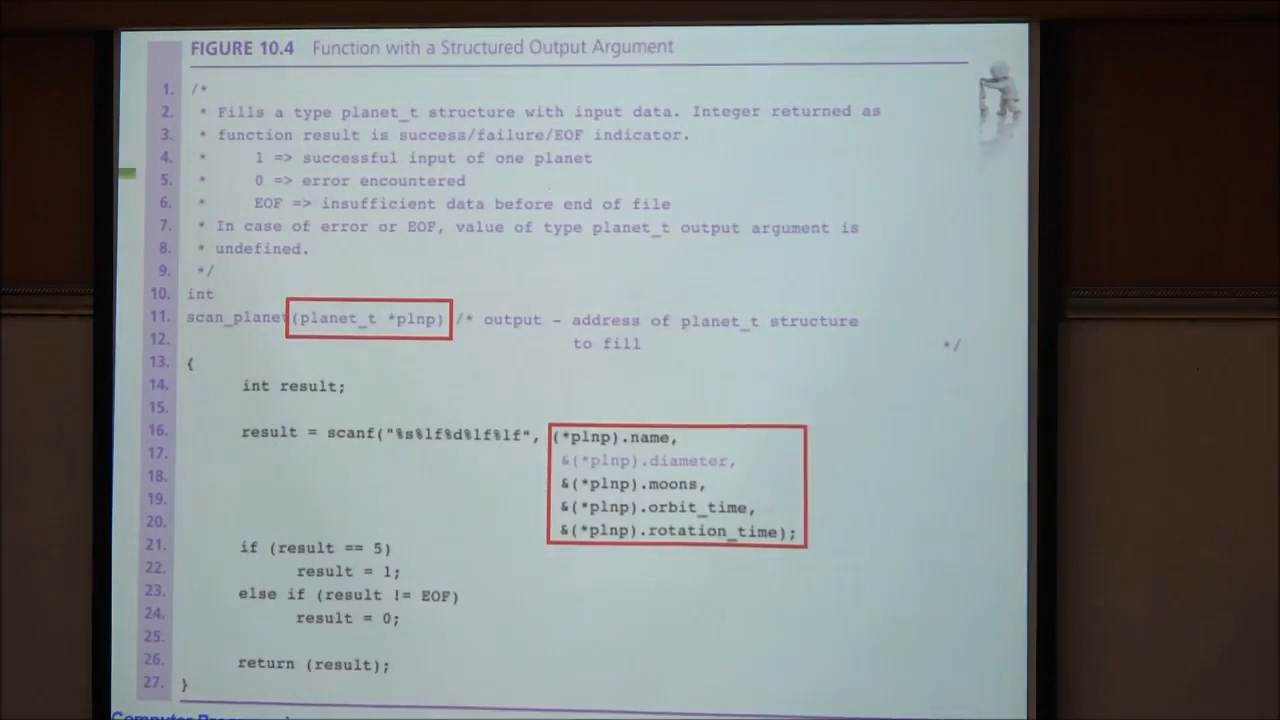 FIGURE 10.4 Function with a Structured Output Argument
1. /*
2. * Fills a type planet_t structure with input data. Integer returned as
3. * function result is success/failure/EOF indicator.
4. * 1 => successful input of one planet
5. * 0 => error encountered
6. * EOF => insufficient data before end of file
7. * In case of error or EOF, value of type planet_t output argument is
8. * undefined.
9. */
10. int
11. scan_planet(planet_t *plnp) /* output - address of planet_t structure
12. to fill */
13. {
14. int result;
15.
16. result = scanf("%s%lf%d%lf%lf", (*plnp).name,
17. &(*plnp).diameter,
18. &(*plnp).moons,
19. &(*plnp).orbit_time,
20. &(*plnp).rotation_time);
21. if (result == 5)
22. result = 1;
23. else if (result != EOF)
24. result = 0;
25.
26. return (result);
27. }
Computer